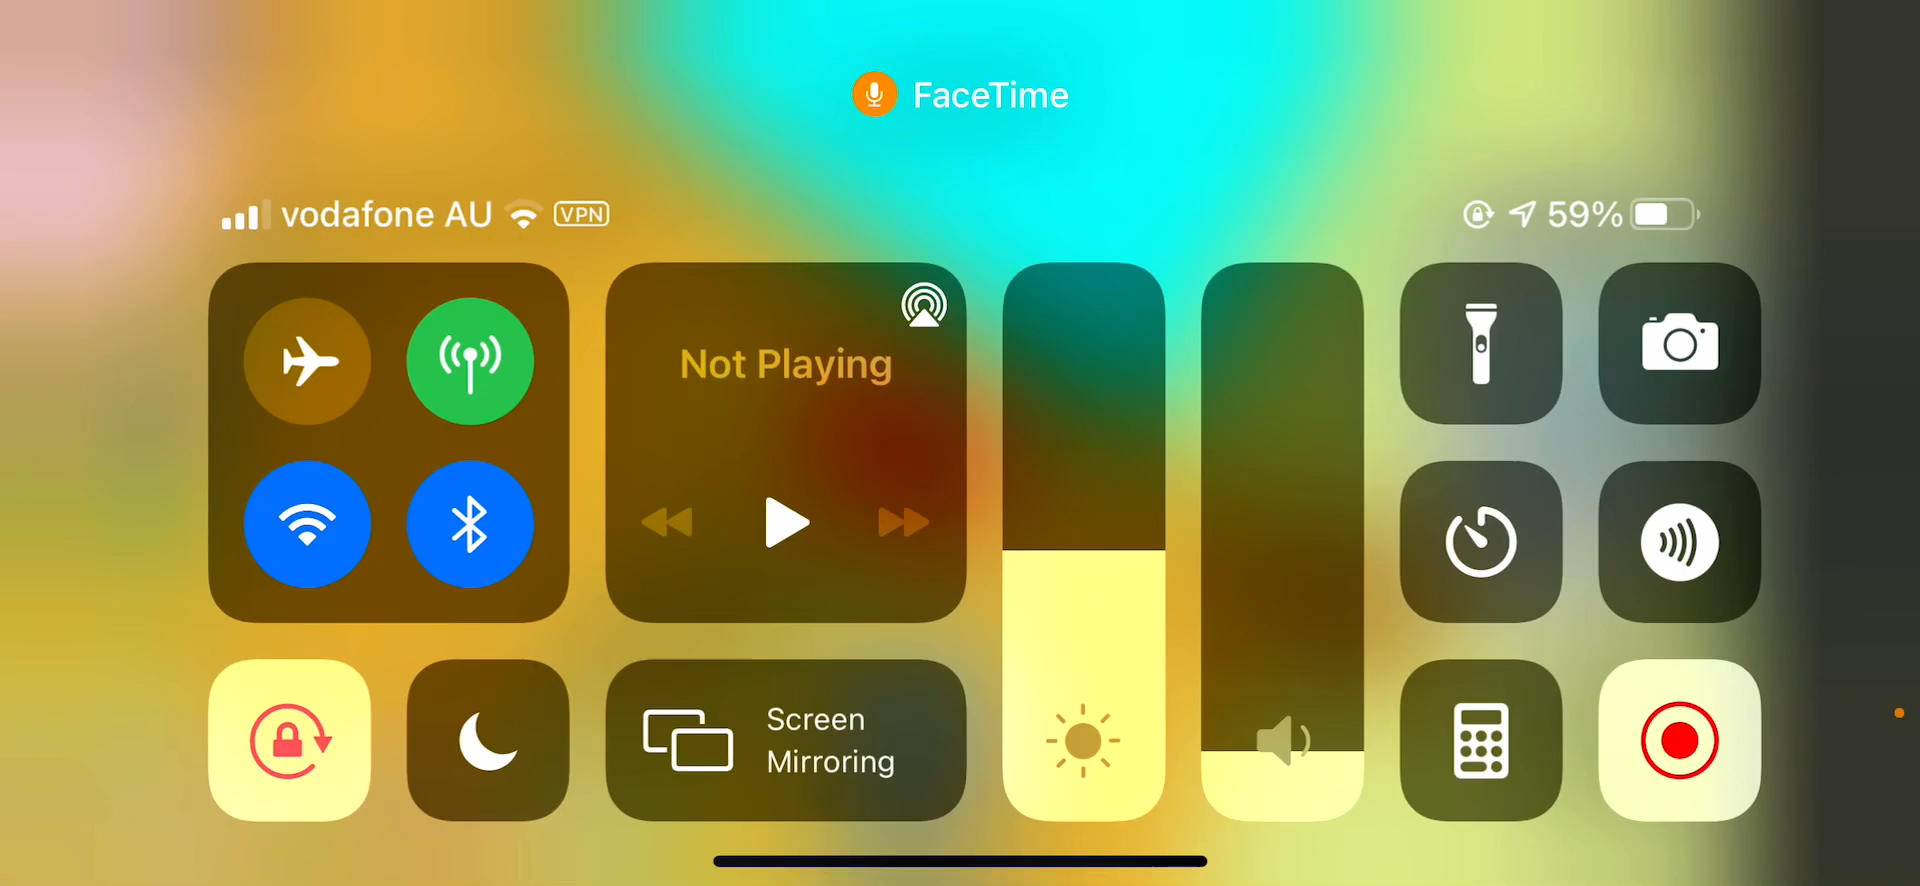 FaceTime
vodafone AU VPN
59%
Not Playing
Screen
Mirroring